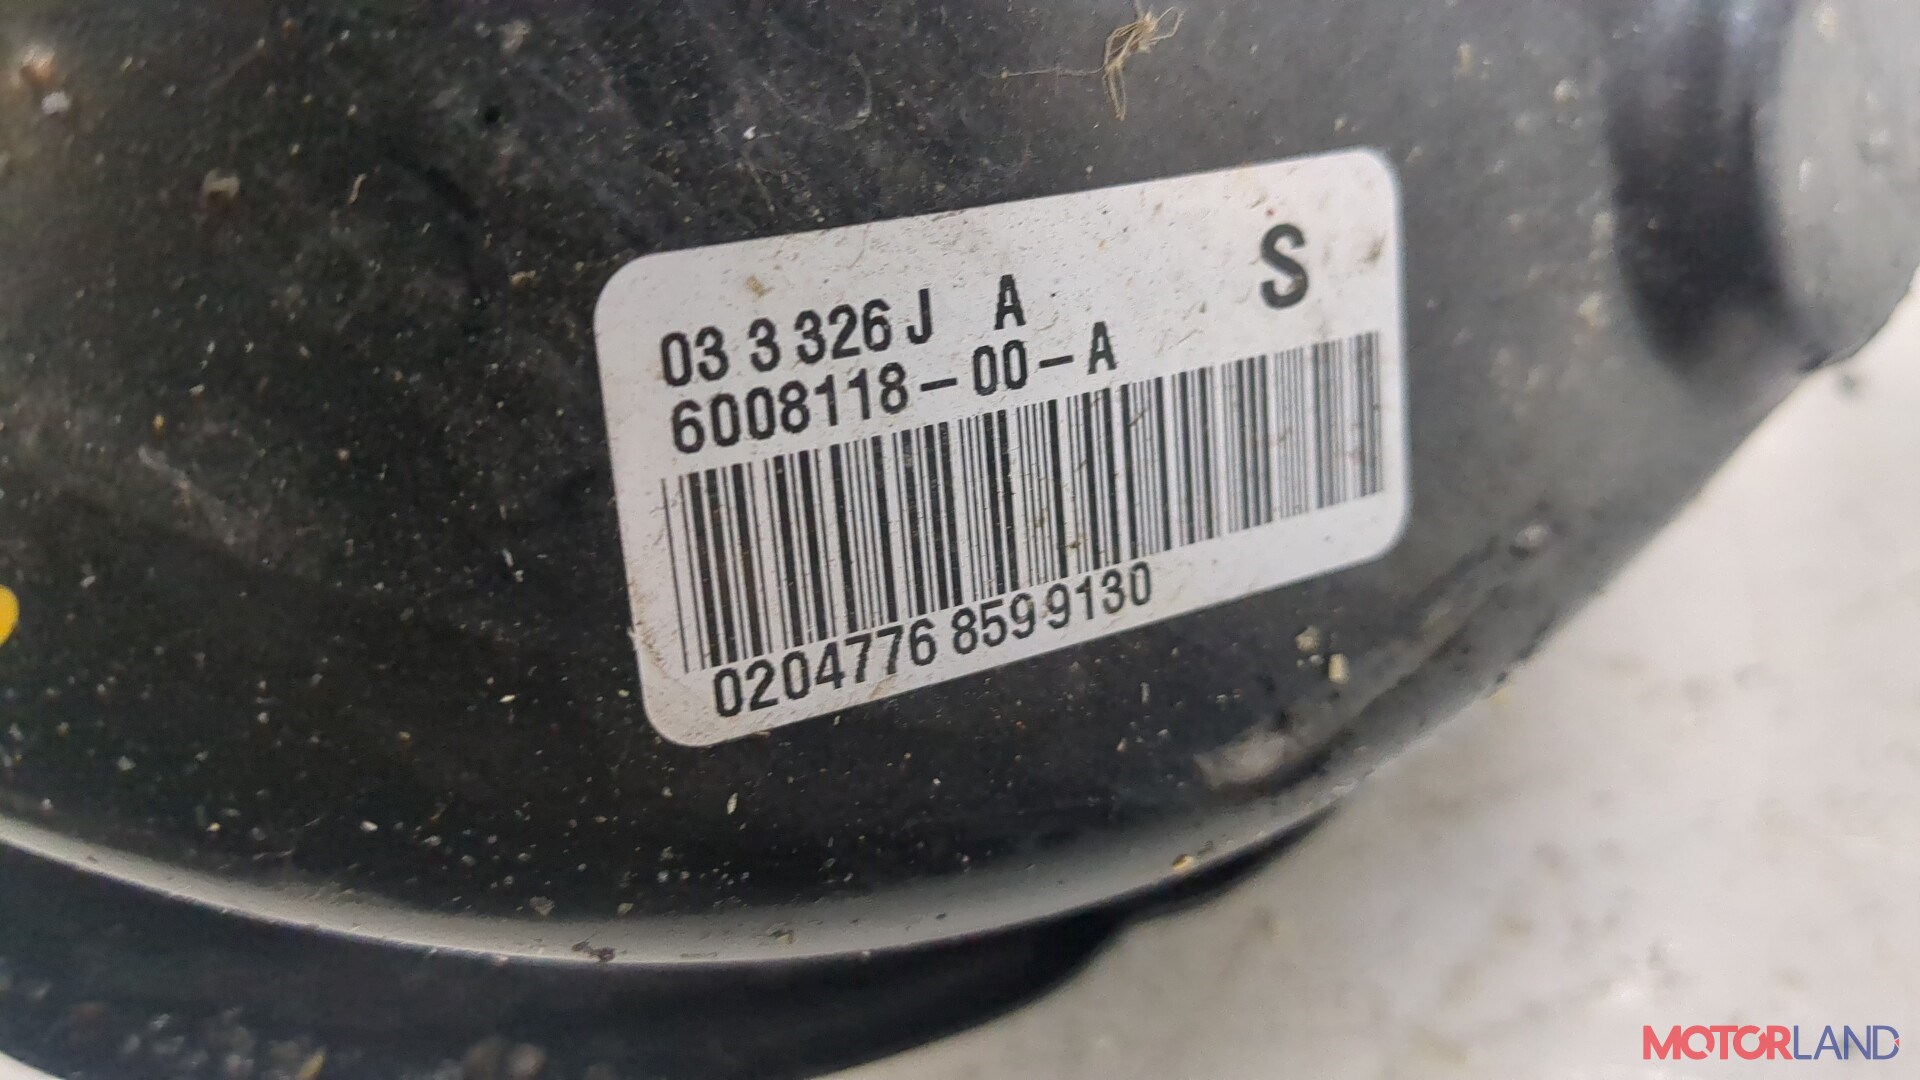 S
03 3 326 J A
6008118-00-A
0204776 859 9130
MOTORLAND